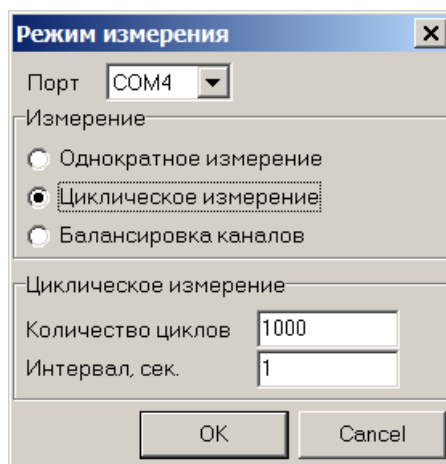 Режим измерения
Порт COM4
Измерение
Однократное измерение
Циклическое измерение
Балансировка каналов
Циклическое измерение
Количество циклов 1000
Интервал, сек. 1
OK Cancel